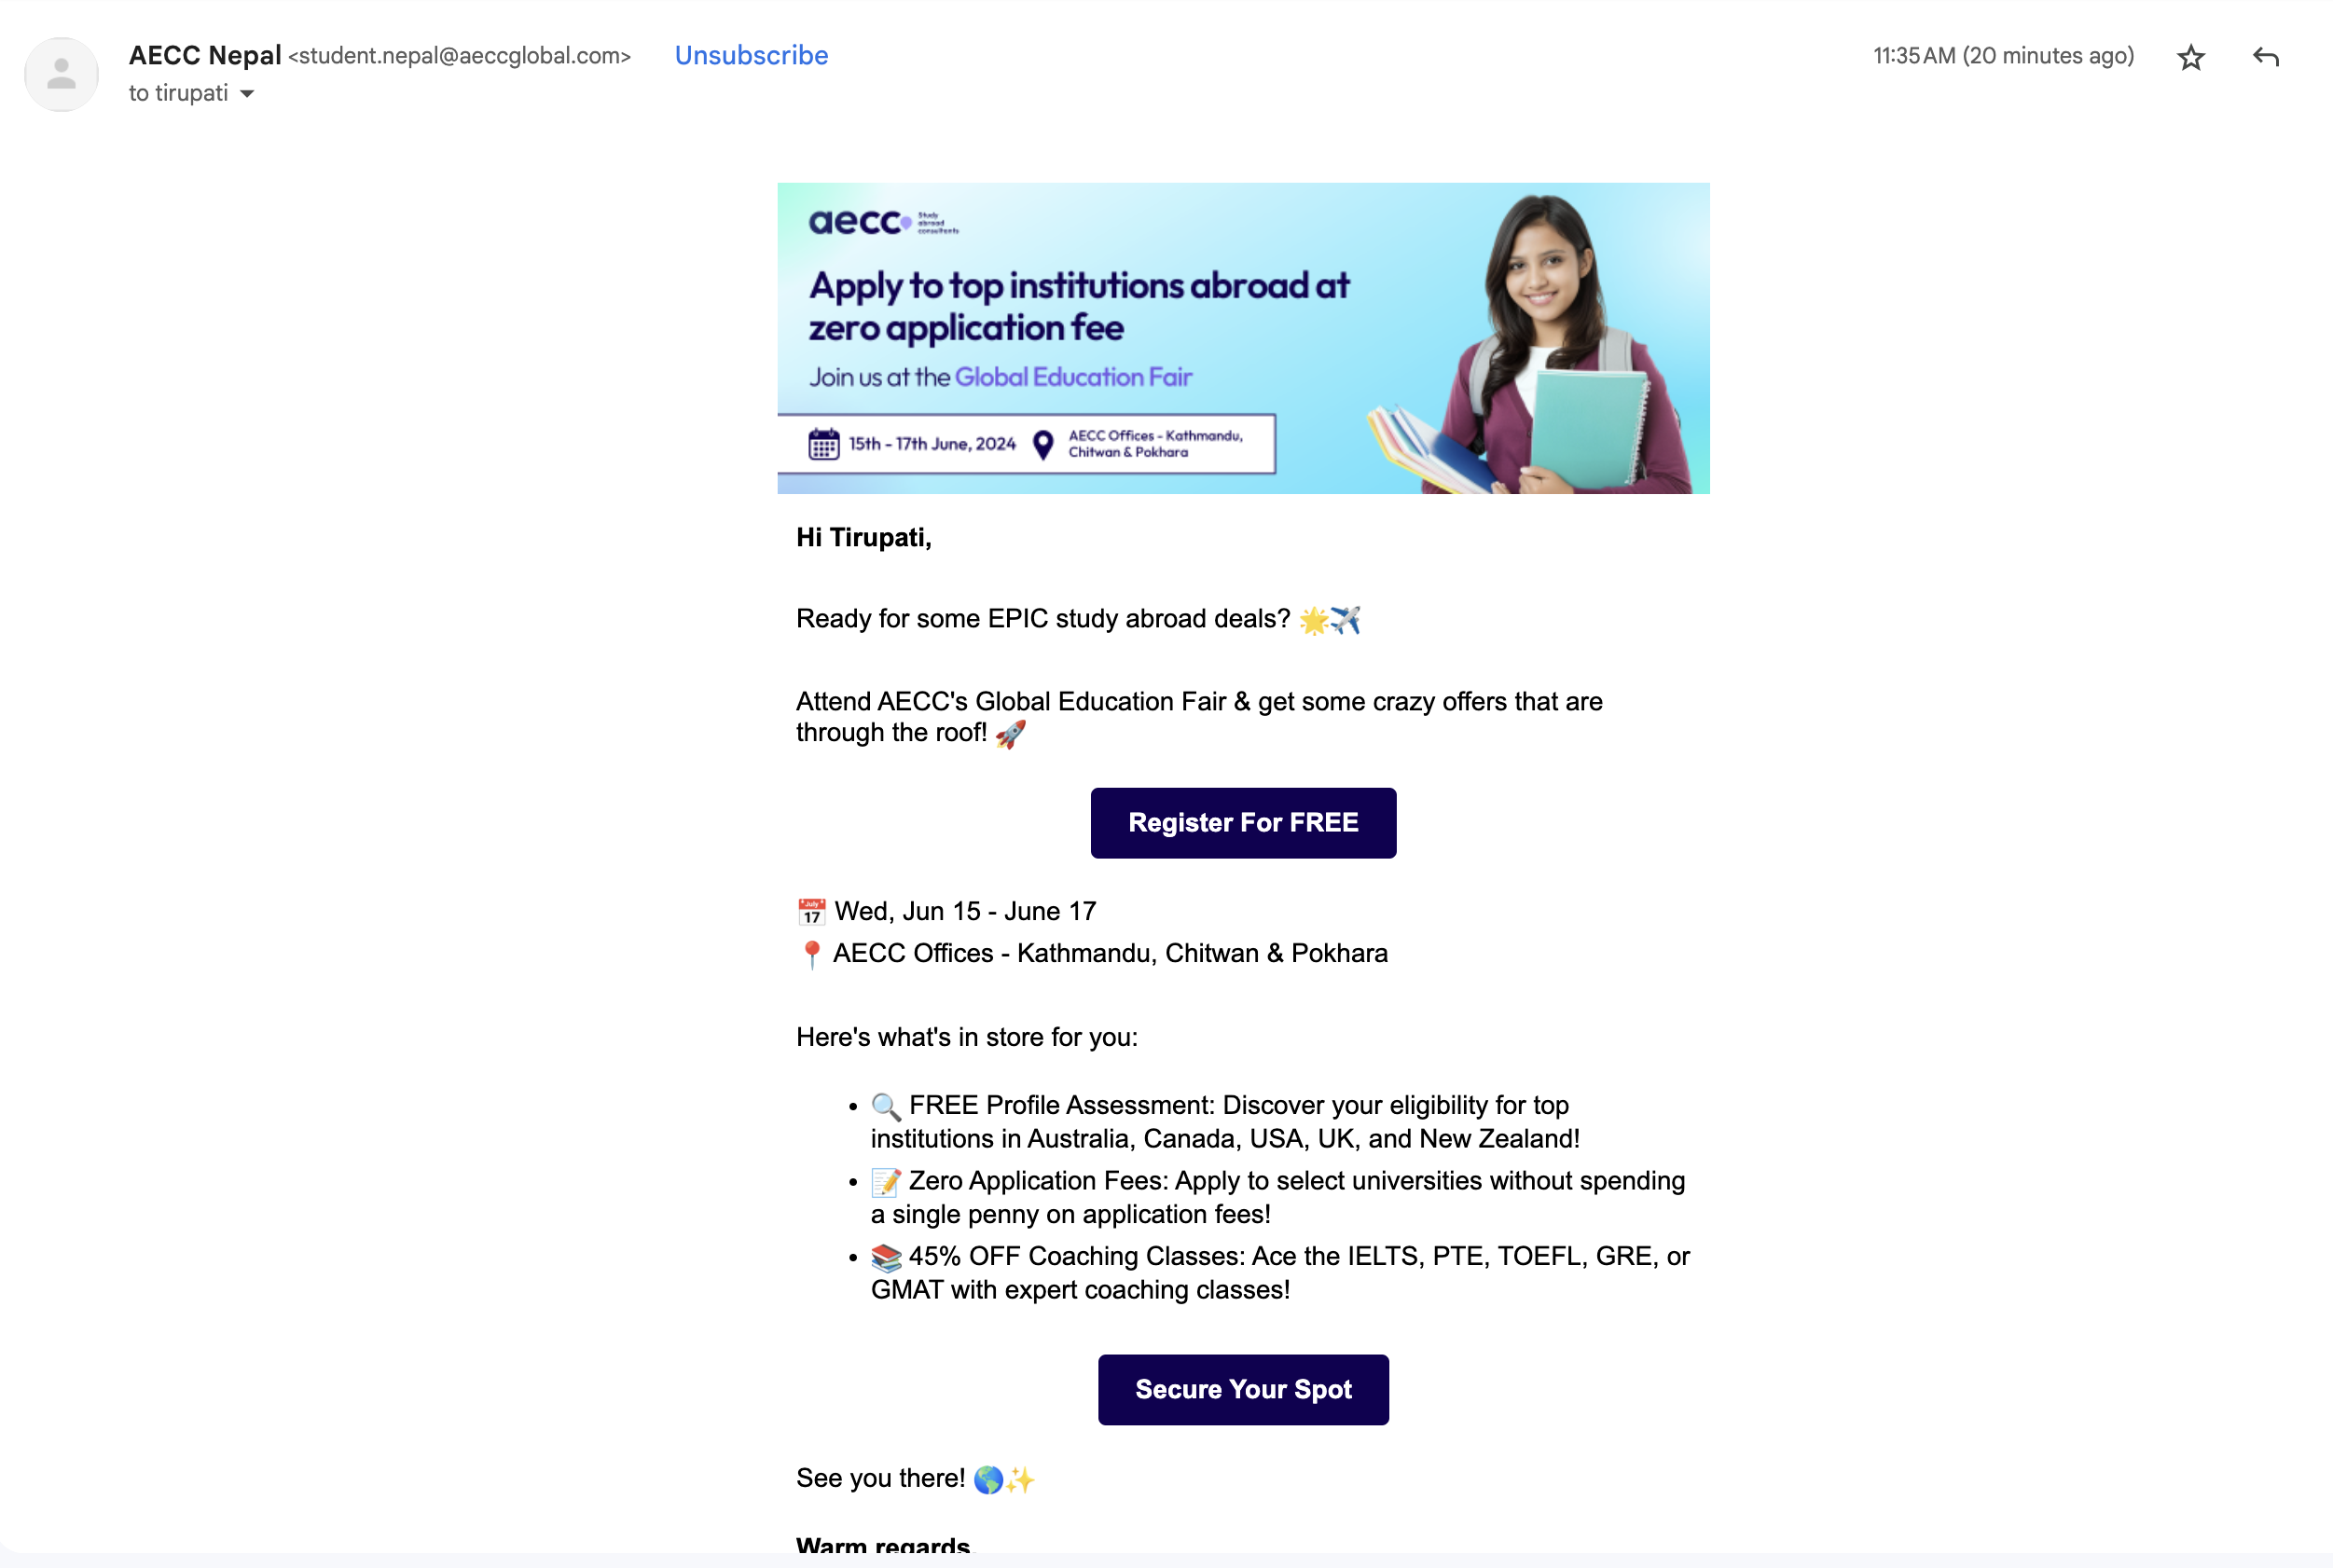 AECC Nepal <student.nepal@aeccglobal.com> Unsubscribe 11:35 AM (20 minutes ago)
to tirupati
aecc Study abroad consultants
Apply to top institutions abroad at
zero application fee
Join us at the Global Education Fair
15th - 17th June, 2024 AECC Offices - Kathmandu,
Chitwan & Pokhara
Hi Tirupati,
Ready for some EPIC study abroad deals? 🌟✈️
Attend AECC's Global Education Fair & get some crazy offers that are
through the roof! 🚀
Register For FREE
📅 Wed, Jun 15 - June 17
📍 AECC Offices - Kathmandu, Chitwan & Pokhara
Here's what's in store for you:
• 🔍 FREE Profile Assessment: Discover your eligibility for top
institutions in Australia, Canada, USA, UK, and New Zealand!
• 📝 Zero Application Fees: Apply to select universities without spending
a single penny on application fees!
• 📚 45% OFF Coaching Classes: Ace the IELTS, PTE, TOEFL, GRE, or
GMAT with expert coaching classes!
Secure Your Spot
See you there! 🌎✨
Warm regards,